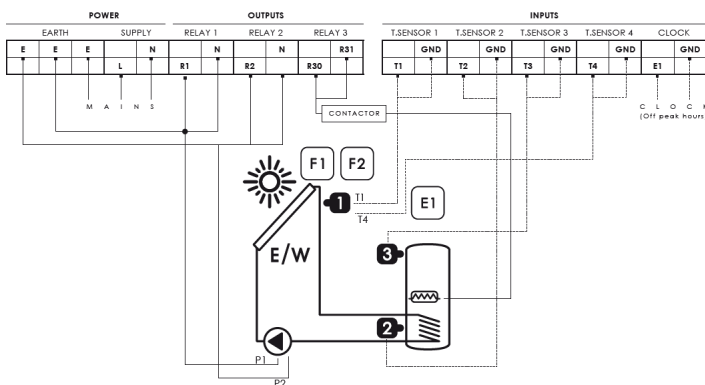 POWER OUTPUTS INPUTS
EARTH SUPPLY RELAY 1 RELAY 2 RELAY 3 T.SENSOR 1 T.SENSOR 2 T.SENSOR 3 T.SENSOR 4 CLOCK
E E E N N N R31 GND GND GND GND GND
L R1 R2 R30 T1 T2 T3 T4 E1
M A I N S
C L O C K
(Off peak hours
CONTACTOR
F1 F2
1 T1
T4
E1
E/W
3
2
P1
P2